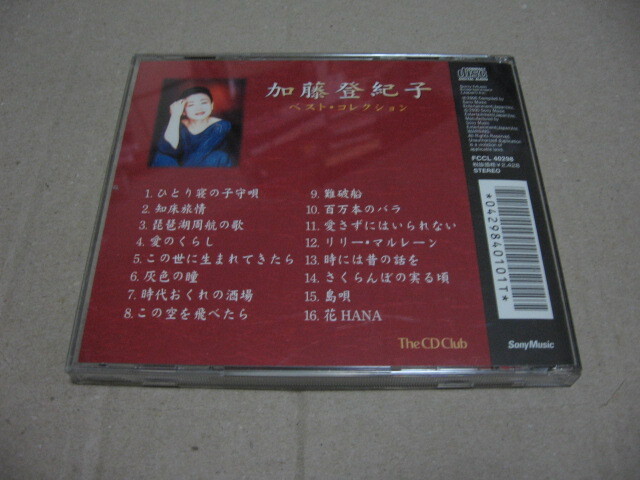 加藤登紀子
ベスト・コレクション
1.ひとり寝の子守唄
2.知床旅情
3.琵琶湖周航の歌
4.愛のくらし
5.この世に生まれてきたら
6.灰色の瞳
7.時代おくれの酒場
8.この空を飛べたら
9.難破船
10.百万本のバラ
11.愛さずにはいられない
12.リリー・マルレーン
13.時には昔の話を
14.さくらんぼの実る頃
15.島唄
16.花 HANA
The CD Club
FCCL 40298
STEREO
*0429840101T*
SonyMusic